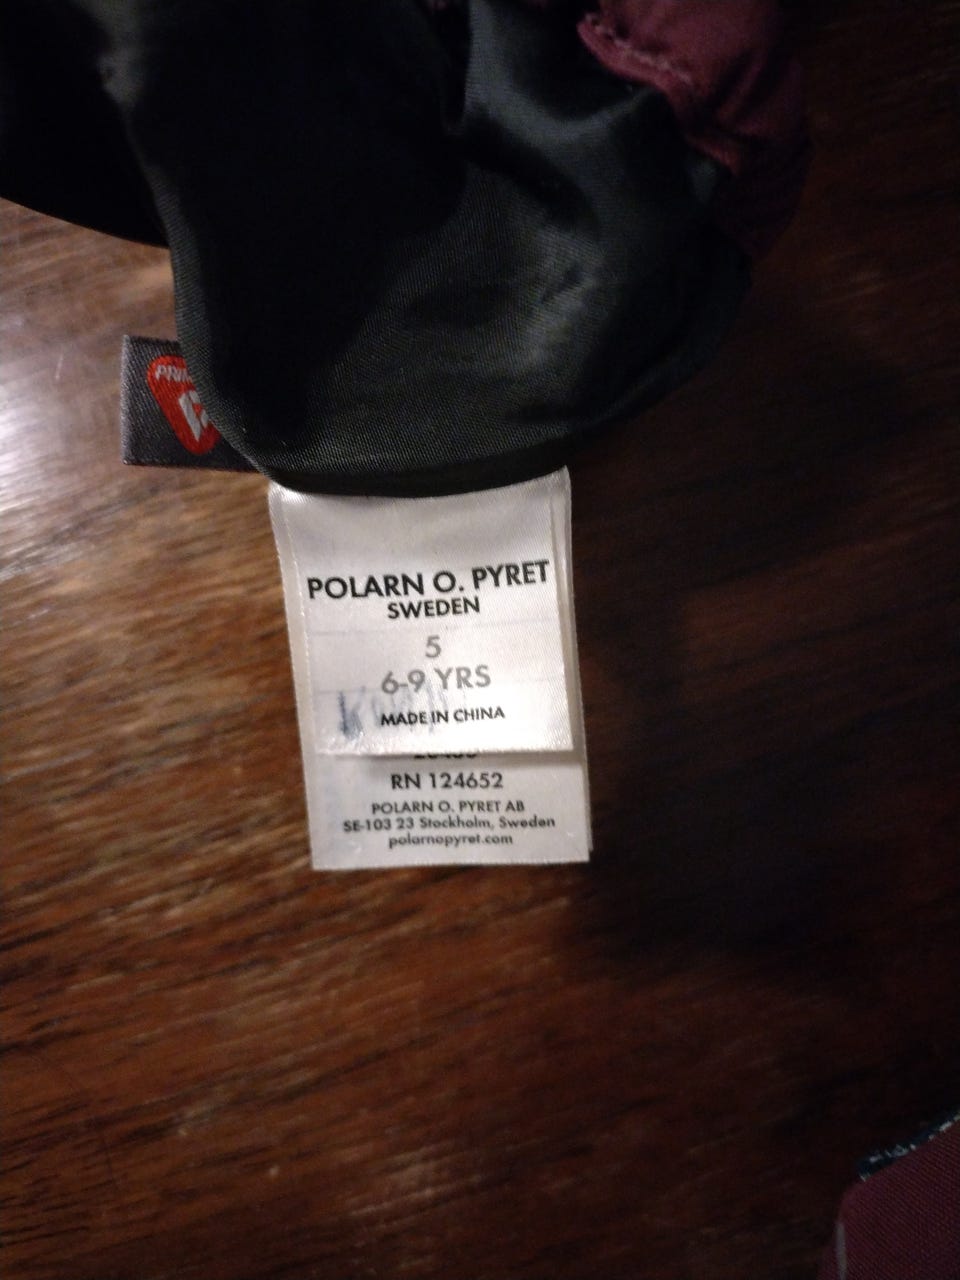 POLARN O. PYRET
SWEDEN
5
6-9 YRS
MADE IN CHINA
RN 124652
POLARN O. PYRET AB
SE-103 23 Stockholm, Sweden
polarnopyret.com